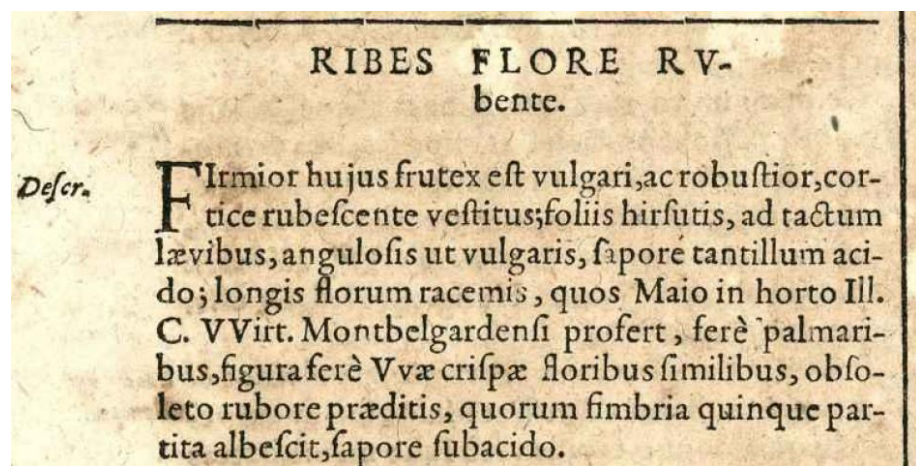 RIBES FLORE RV-
bente.
Deſcr.
FIrmior hujus frutex eſt vulgari,ac robuſtior,cor-
tice rubeſcente veſtitus;foliis hirſutis, ad tactum
lævibus, anguloſis ut vulgaris, ſapore tantillum aci-
do; longis florum racemis, quos Maio in horto Ill.
C. VVirt. Montbelgardenſi profert, ferè palmari-
bus,figura ferè Vvæ criſpæ floribus ſimilibus, obſo-
leto rubore præditis, quorum fimbria quinque par-
tita albeſcit,ſapore ſubacido.